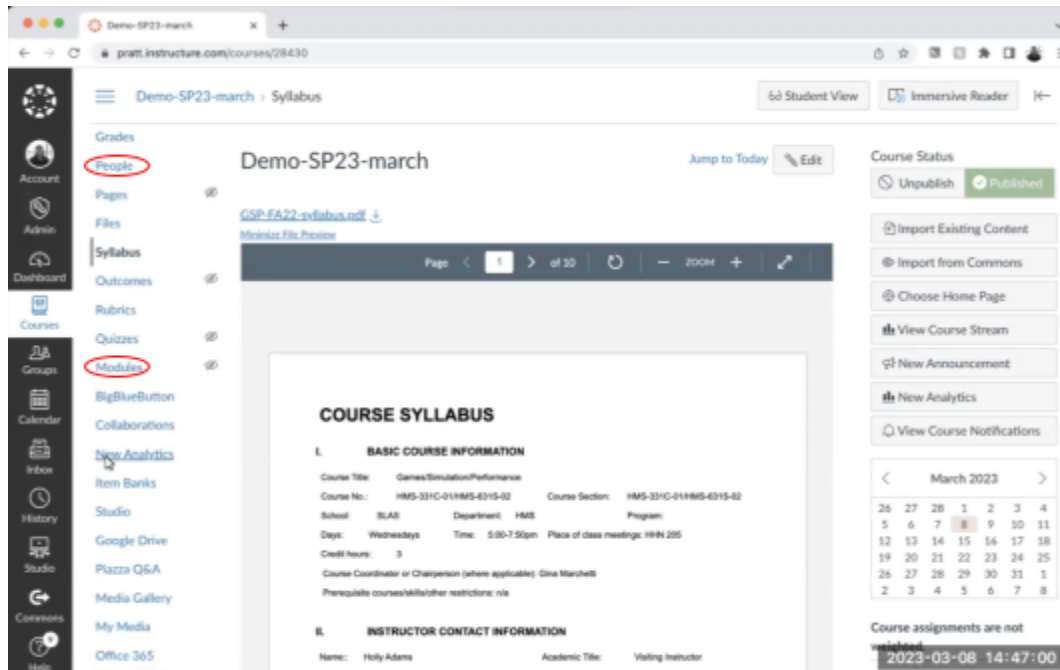 Demo-SP23-march
pratt.instructure.com/courses/28430
Demo-SP23-march › Syllabus
Student View
Immersive Reader
Account
Admin
Dashboard
Courses
Groups
Calendar
Inbox
History
Studio
Commons
Help
Grades
People
Pages
Files
Syllabus
Outcomes
Rubrics
Quizzes
Modules
BigBlueButton
Collaborations
New Analytics
Item Banks
Studio
Google Drive
Piazza Q&A
Media Gallery
My Media
Office 365
Demo-SP23-march
Jump to Today
Edit
GSP-FA22-syllabus.pdf
Minimize File Preview
Page < 1 > of 10 − ZOOM +
COURSE SYLLABUS
I. BASIC COURSE INFORMATION
Course Title: Games/Simulation/Performance
Course No.: HMS-331C-01/HMS-631S-02 Course Section: HMS-331C-01/HMS-631S-02
School: SLAS Department: HMS Program:
Days: Wednesdays Time: 5:00-7:50pm Place of class meetings: HHN 205
Credit hours: 3
Course Coordinator or Chairperson (where applicable): Gina Marchetti
Prerequisite courses/skills/other restrictions: n/a
II. INSTRUCTOR CONTACT INFORMATION
Name: Holly Adams Academic Title: Visiting Instructor
Course Status
Unpublish
Published
Import Existing Content
Import from Commons
Choose Home Page
View Course Stream
New Announcement
New Analytics
View Course Notifications
< March 2023 >
26 27 28 1 2 3 4
5 6 7 8 9 10 11
12 13 14 15 16 17 18
19 20 21 22 23 24 25
26 27 28 29 30 31 1
2 3 4 5 6 7 8
Course assignments are not
weighted.
2023-03-08 14:47:00